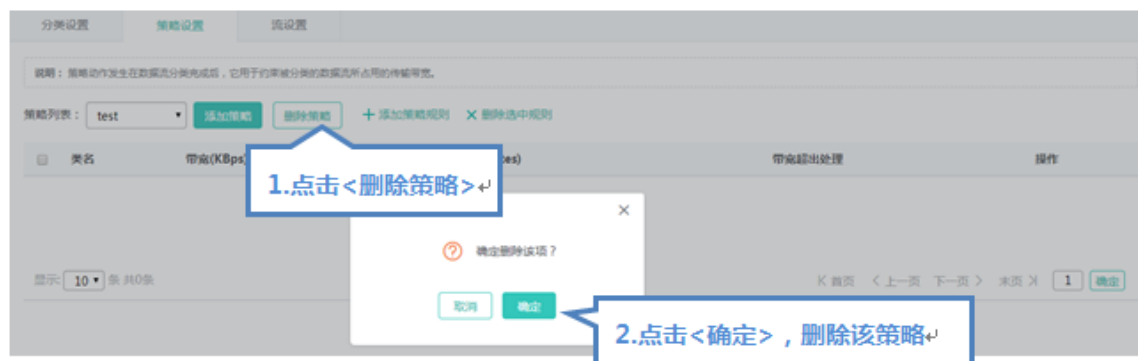 分类设置 策略设置 流设置
说明： 策略动作发生在数据流分类完成后，它用于约束被分类的数据流所占用的传输带宽。
策略列表： test 添加策略 删除策略 +添加策略规则 ×删除选中规则
类名 带宽(KBps) es) 带宽超出处理 操作
1.点击<删除策略>
确定删除该项？
显示: 10 条 共0条 首页 上一页 下一页 末页 1 确定
取消 确定
2.点击<确定>，删除该策略